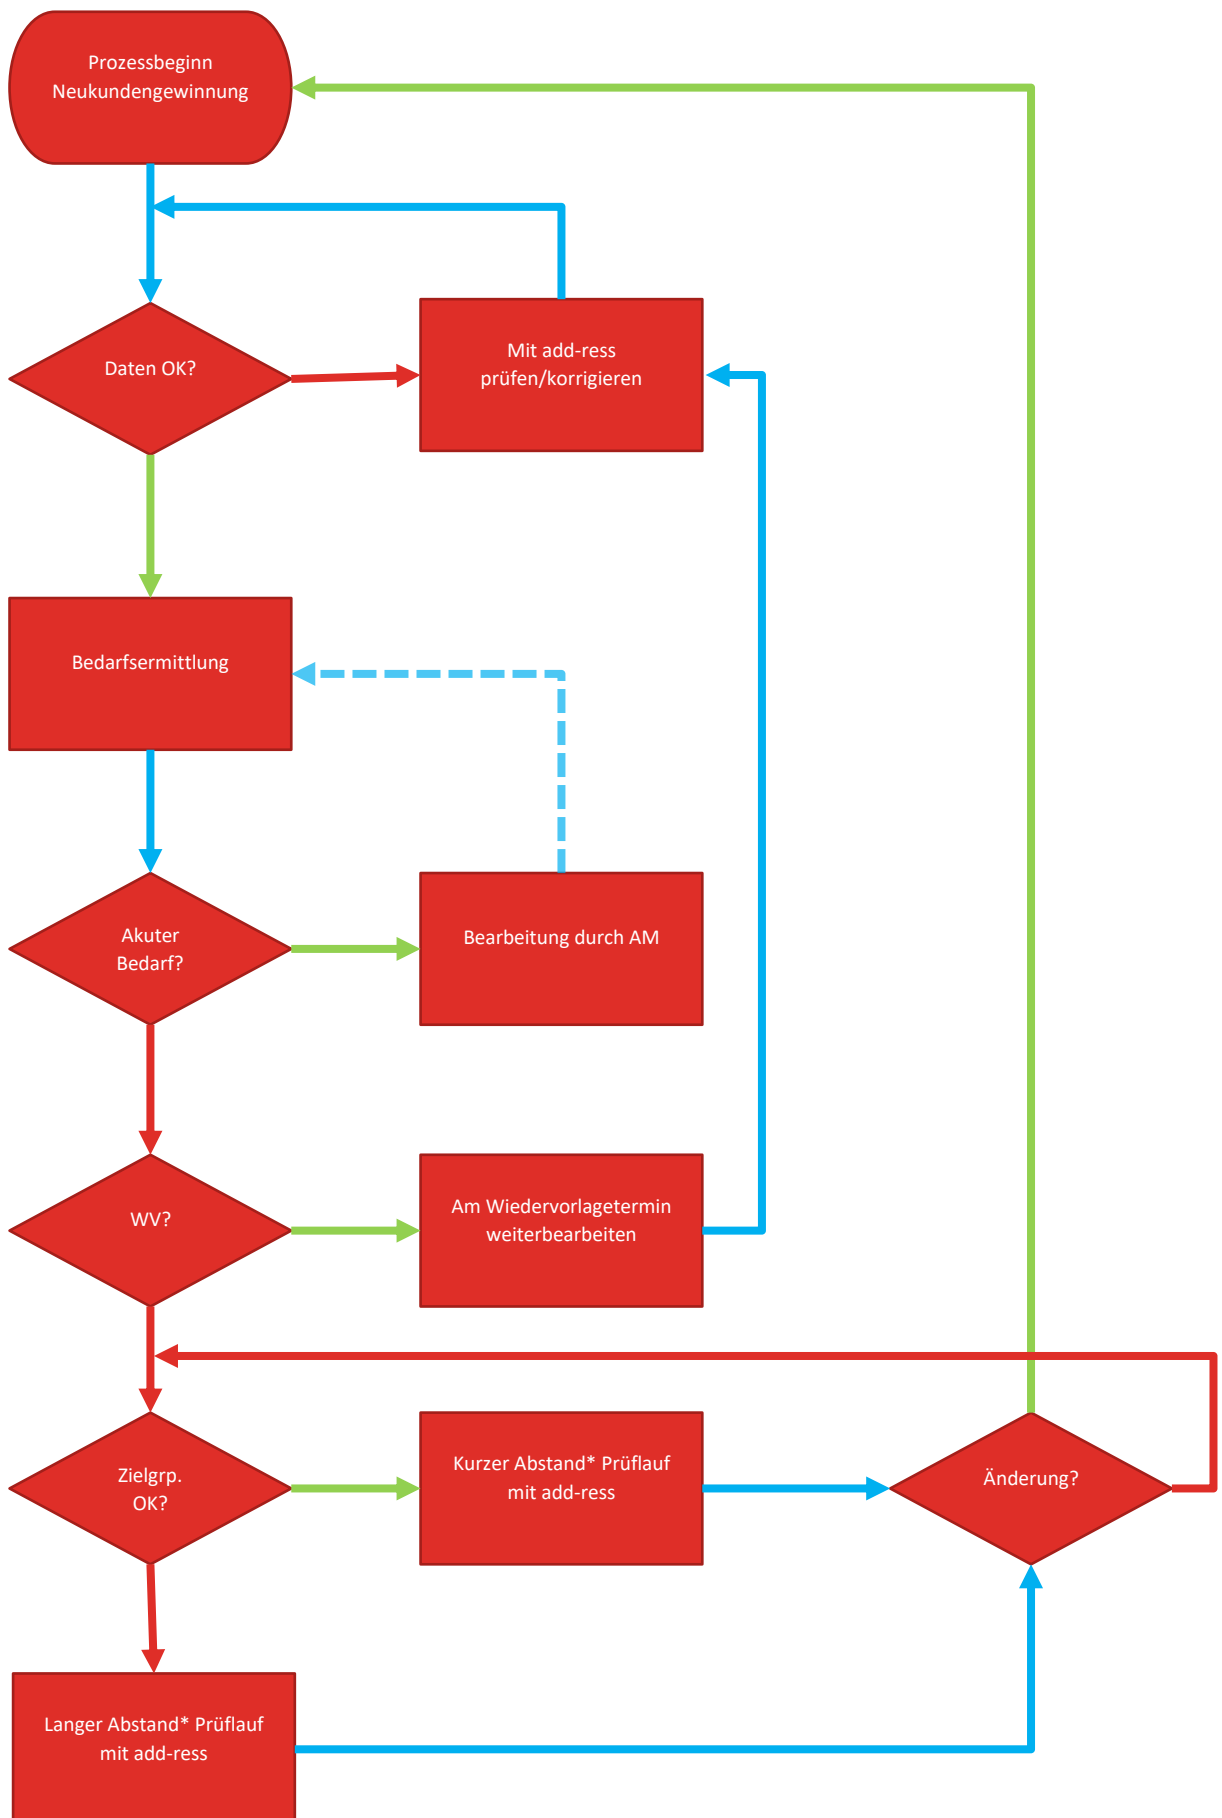 Prozessbeginn
Neukundengewinnung
Daten OK?
Mit add-ress
prüfen/korrigieren
Bedarfsermittlung
Akuter
Bedarf?
Bearbeitung durch AM
WV?
Am Wiedervorlagetermin
weiterbearbeiten
Zielgrp.
OK?
Kurzer Abstand* Prüflauf
mit add-ress
Änderung?
Langer Abstand* Prüflauf
mit add-ress